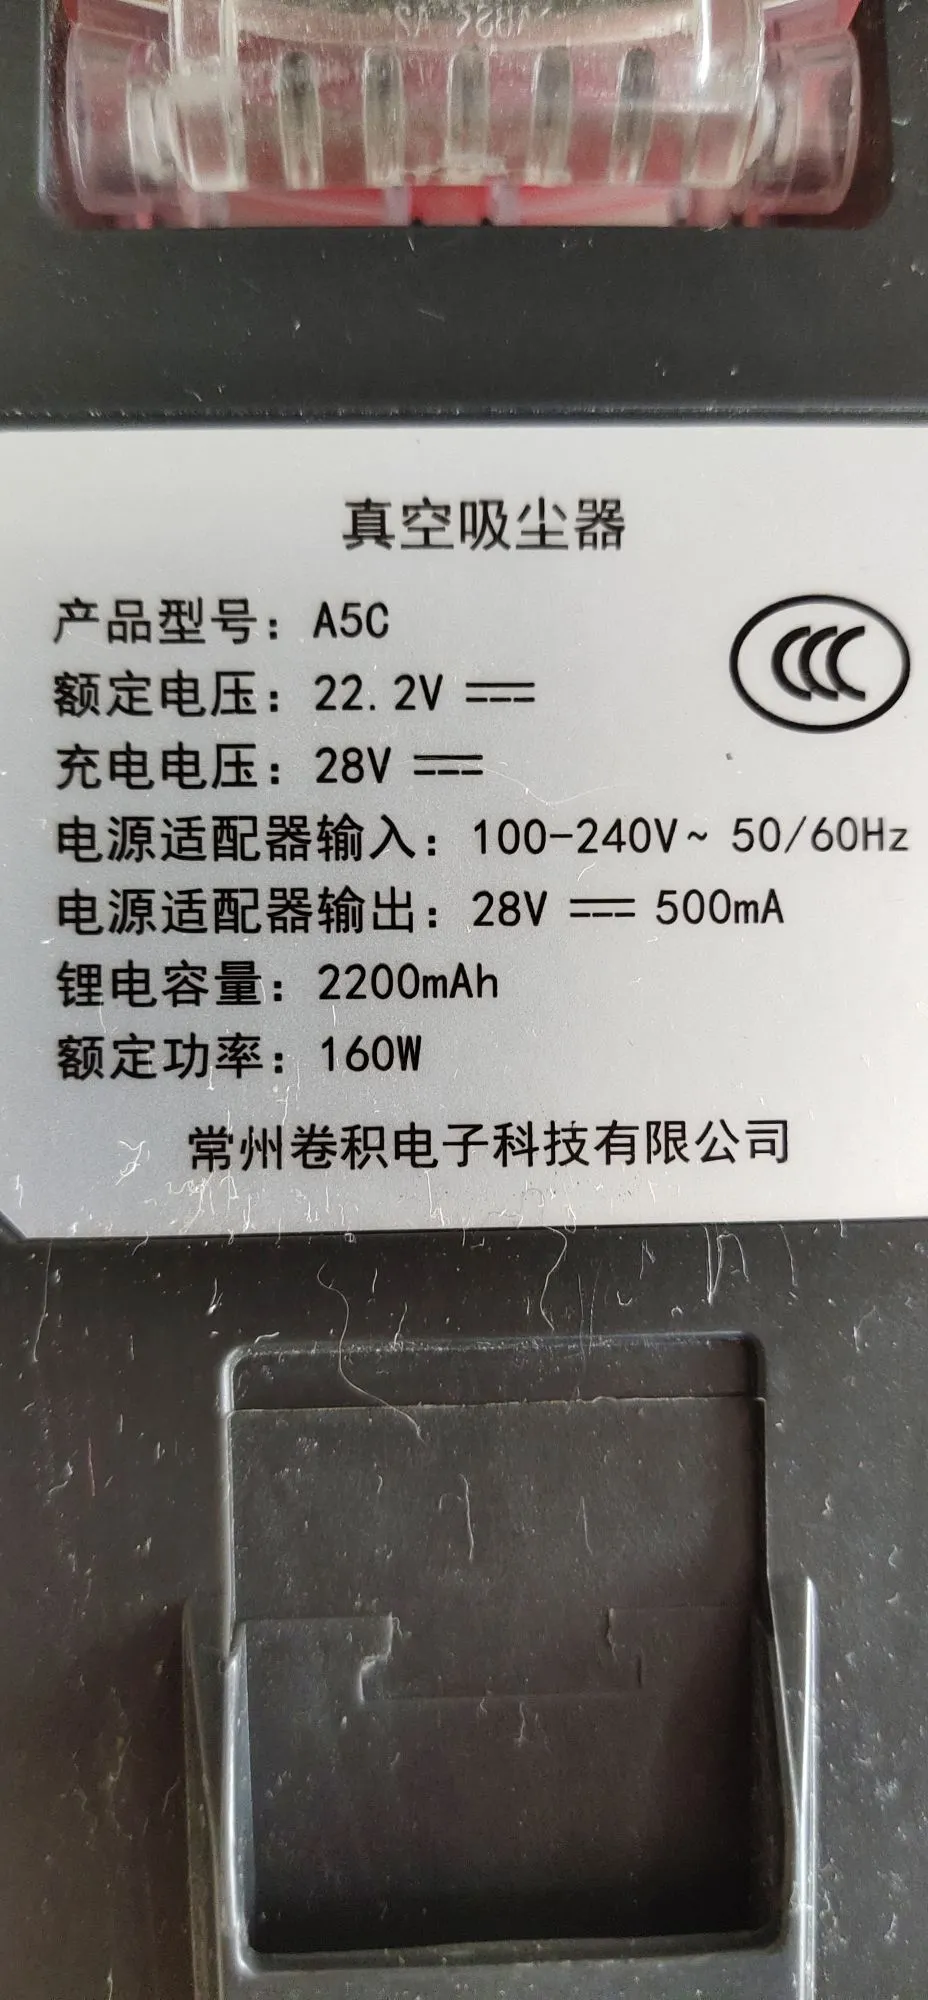 真空吸尘器
产品型号：A5C
额定电压：22.2V ⎓
充电电压：28V ⎓
电源适配器输入：100-240V~ 50/60Hz
电源适配器输出：28V ⎓ 500mA
锂电容量：2200mAh
额定功率：160W
常州卷积电子科技有限公司